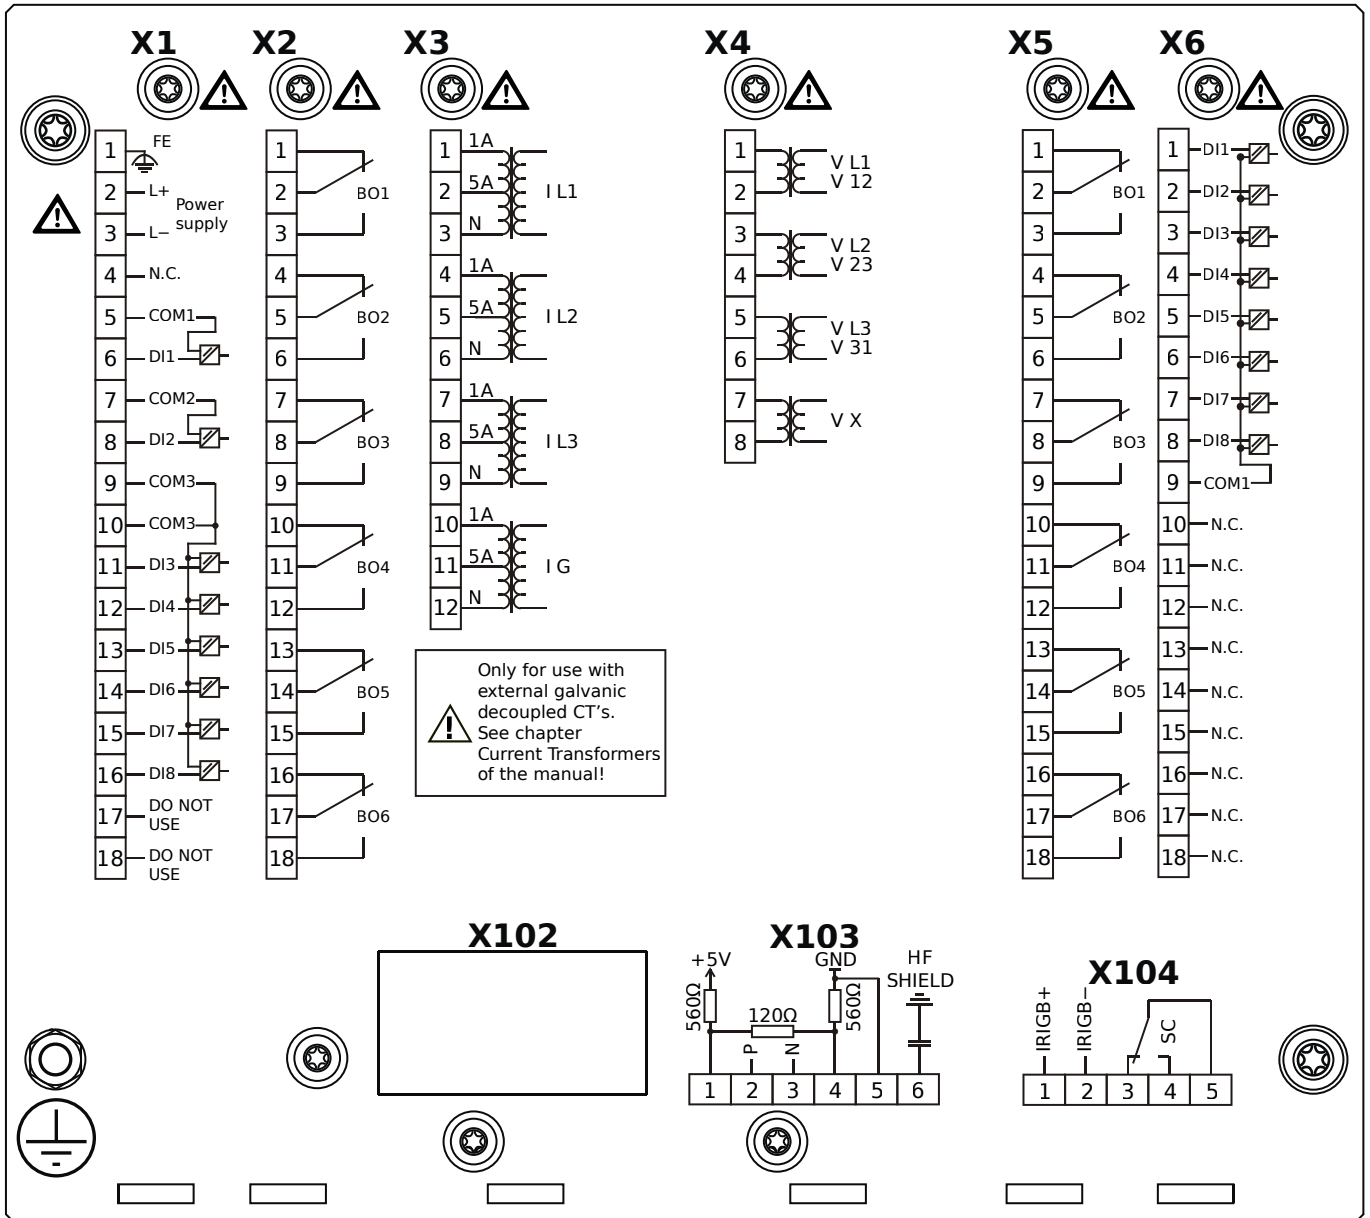 X1 X2 X3 X4 X5 X6
1 FE
2 L+
Power
supply
3 L−
4 N.C.
5 COM1
6 DI1
7 COM2
8 DI2
9 COM3
10 COM3
11 DI3
12 DI4
13 DI5
14 DI6
15 DI7
16 DI8
17 DO NOT
USE
18 DO NOT
USE
1
2 BO1
3
4
5 BO2
6
7
8 BO3
9
10
11 BO4
12
13
14 BO5
15
16
17 BO6
18
1 1A
2 5A I L1
3 N
4 1A
5 5A I L2
6 N
7 1A
8 5A I L3
9 N
10 1A
11 5A I G
12 N
Only for use with
external galvanic
decoupled CT's.
See chapter
Current Transformers
of the manual!
1 V L1
2 V 12
3 V L2
4 V 23
5 V L3
6 V 31
7 V X
8
1
2 BO1
3
4
5 BO2
6
7
8 BO3
9
10
11 BO4
12
13
14 BO5
15
16
17 BO6
18
1 DI1
2 DI2
3 DI3
4 DI4
5 DI5
6 DI6
7 DI7
8 DI8
9 COM1
10 N.C.
11 N.C.
12 N.C.
13 N.C.
14 N.C.
15 N.C.
16 N.C.
17 N.C.
18 N.C.
X102
X103
+5V GND HF
SHIELD
560Ω 120Ω 560Ω
P N
1 2 3 4 5 6
X104
IRIGB+ IRIGB− SC
1 2 3 4 5